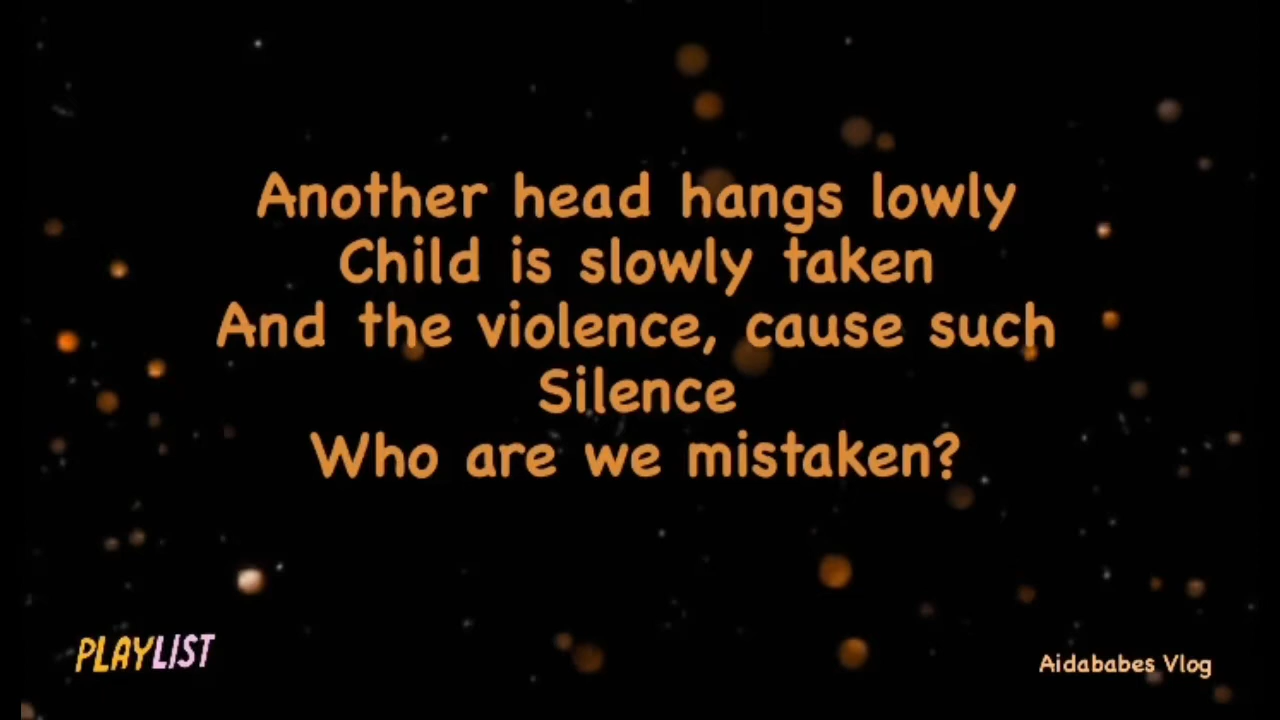 Another head hangs lowly
Child is slowly taken
And the violence, cause such
Silence
Who are we mistaken?
PLAYLIST
Aidababes Vlog